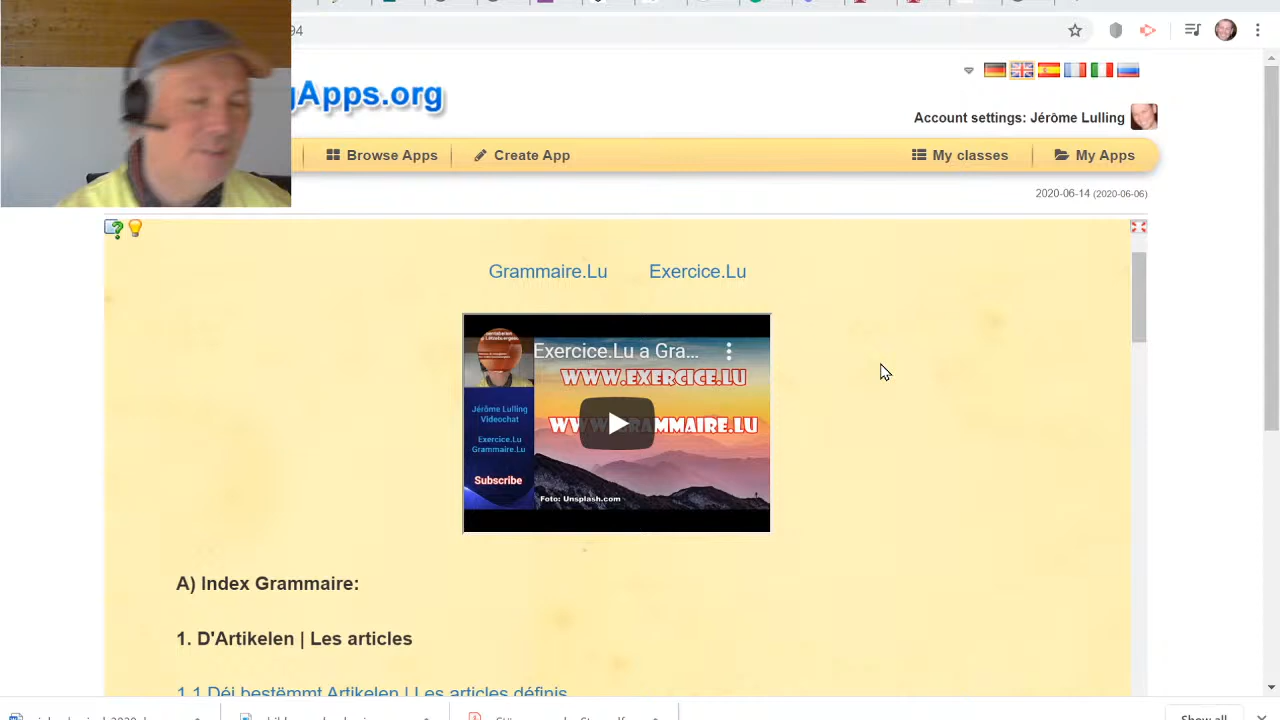 94
gApps.org
Account settings: Jérôme Lulling
Browse Apps
Create App
My classes
My Apps
2020-06-14 (2020-06-06)
Grammaire.Lu
Exercice.Lu
Exercice.Lu a Gra...
WWW.EXERCICE.LU
Jérôme Lulling
Videochat
Exercice.Lu
Grammaire.Lu
Subscribe
Foto: Unsplash.com
A) Index Grammaire:
1. D'Artikelen | Les articles
1.1 Déi bestëmmt Artikelen | Les articles définis
Show all